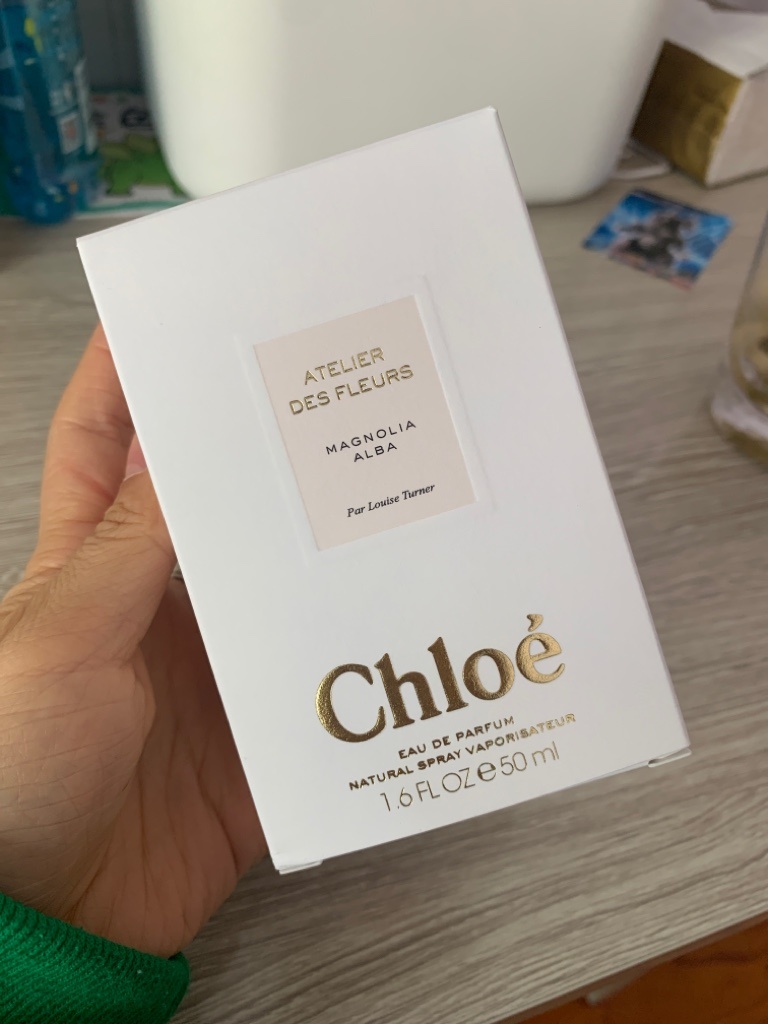 ATELIER
DES FLEURS
MAGNOLIA
ALBA
Par Louise Turner
Chloé
EAU DE PARFUM
NATURAL SPRAY VAPORISATEUR
1.6 FL OZ e 50 ml